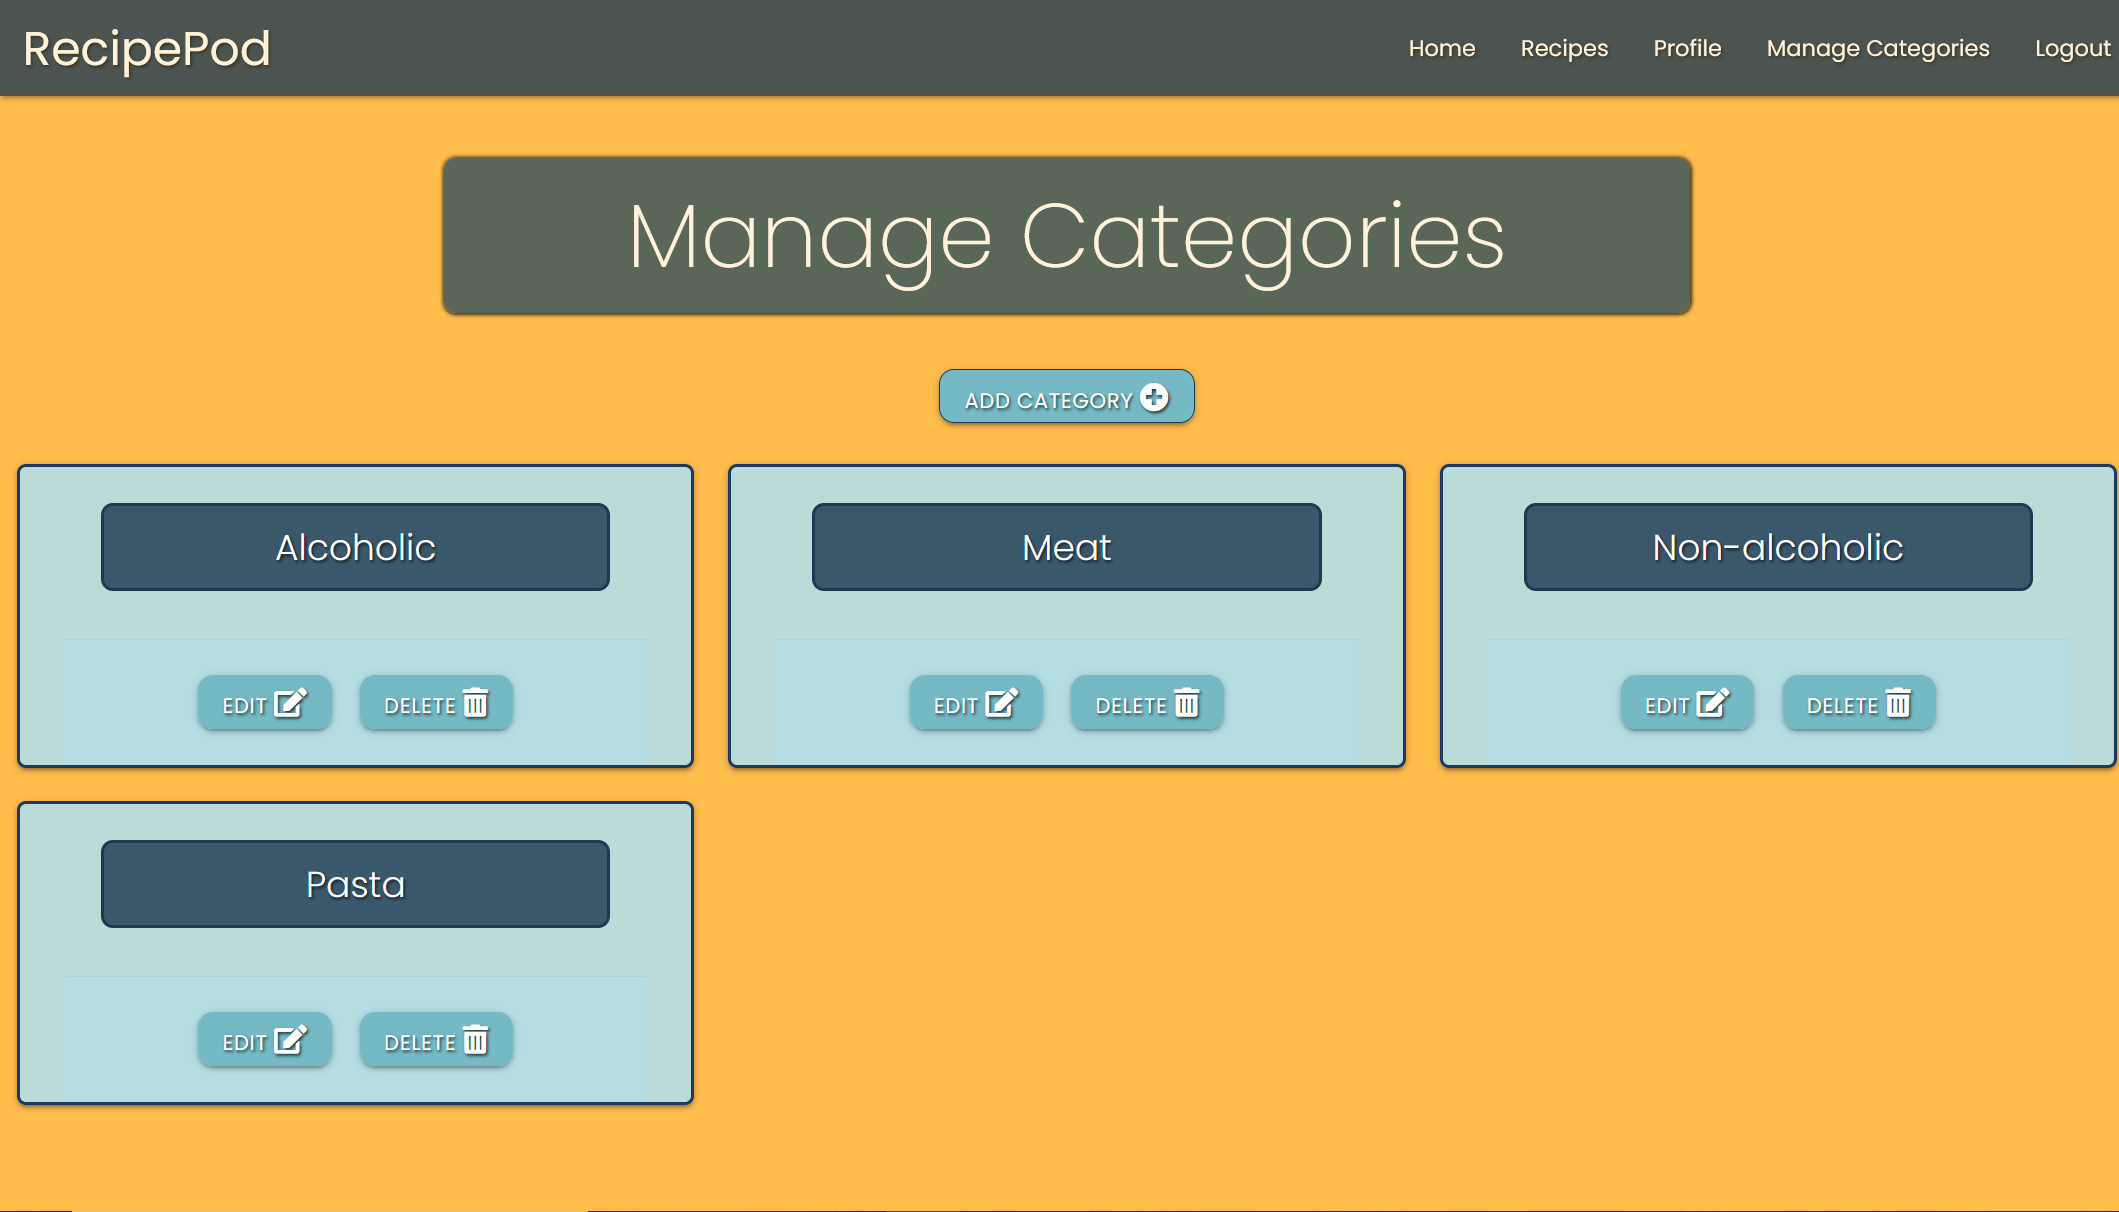 RecipePod
Home Recipes Profile Manage Categories Logout
Manage Categories
ADD CATEGORY
Alcoholic
EDIT DELETE
Meat
EDIT DELETE
Non-alcoholic
EDIT DELETE
Pasta
EDIT DELETE